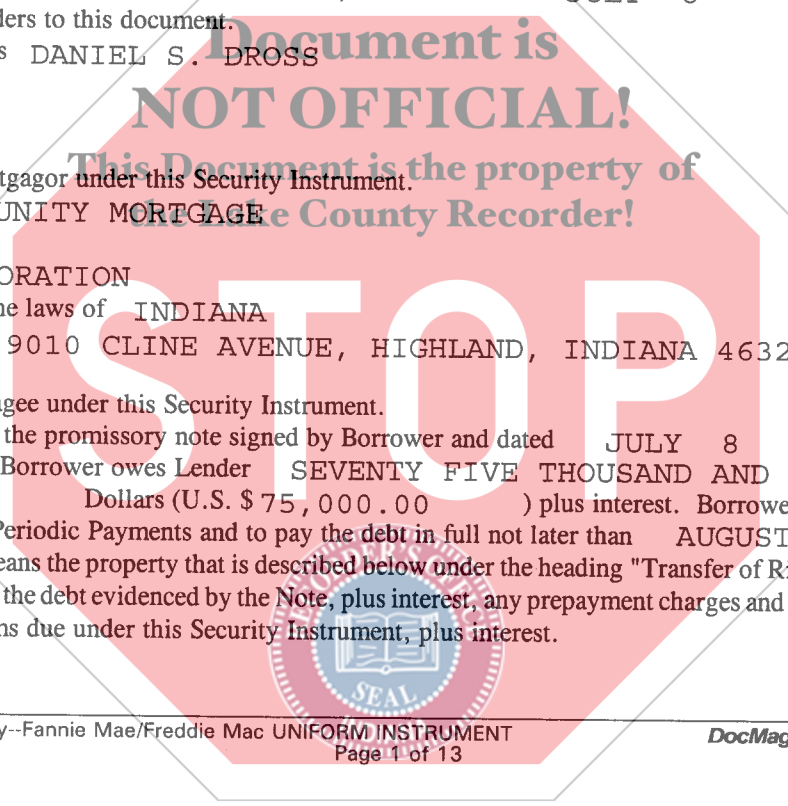 ders to this document.
s DANIEL S. DROSS
Document is
NOT OFFICIAL!
This Document is the property of
the Lake County Recorder!
tgagor under this Security Instrument.
UNITY MORTGAGE
ORATION
ne laws of INDIANA
9010 CLINE AVENUE, HIGHLAND, INDIANA 4632
STOP
gee under this Security Instrument.
the promissory note signed by Borrower and dated JULY 8
Borrower owes Lender SEVENTY FIVE THOUSAND AND
Dollars (U.S. $ 75,000.00 ) plus interest. Borrowe
Periodic Payments and to pay the debt in full not later than AUGUST
eans the property that is described below under the heading "Transfer of Ri
the debt evidenced by the Note, plus interest, any prepayment charges and
ns due under this Security Instrument, plus interest.
RECORDER'S OFFICE
SEAL
INDIANA
y--Fannie Mae/Freddie Mac UNIFORM INSTRUMENT
DocMag
Page 1 of 13